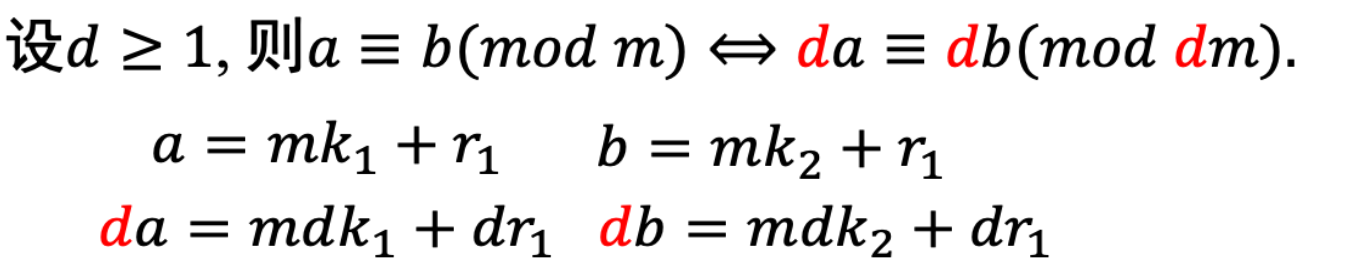 设d ≥ 1, 则a ≡ b(mod m) ⟺ da ≡ db(mod dm).
a = mk₁ + r₁ b = mk₂ + r₁
da = mdk₁ + dr₁ db = mdk₂ + dr₁